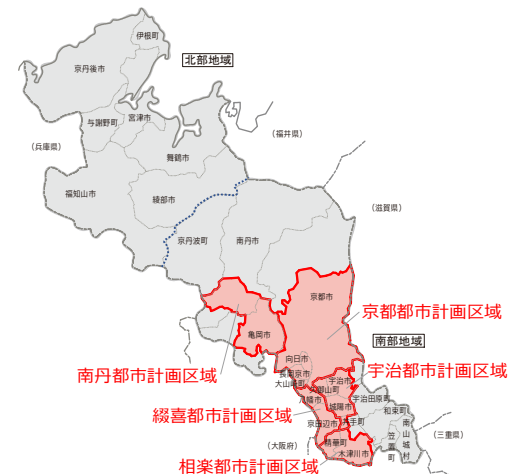 伊根町
京丹後市
北部地域
与謝野町
宮津市
(福井県)
(兵庫県)
舞鶴市
福知山市
綾部市
(滋賀県)
京丹波町
南丹市
京都市
京都都市計画区域
亀岡市
南部地域
向日市
南丹都市計画区域
長岡京市
宇治都市計画区域
大山崎町
宇治市
久御山町
八幡市
宇治田原町
城陽市
和束町
綴喜都市計画区域
京田辺市
井手町
南山城村
笠置町
(三重県)
(大阪府)
精華町
木津川市
相楽都市計画区域